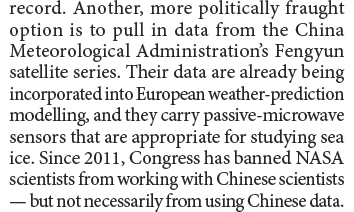 record. Another, more politically fraught
option is to pull in data from the China
Meteorological Administration's Fengyun
satellite series. Their data are already being
incorporated into European weather-prediction
modelling, and they carry passive-microwave
sensors that are appropriate for studying sea
ice. Since 2011, Congress has banned NASA
scientists from working with Chinese scientists
— but not necessarily from using Chinese data.